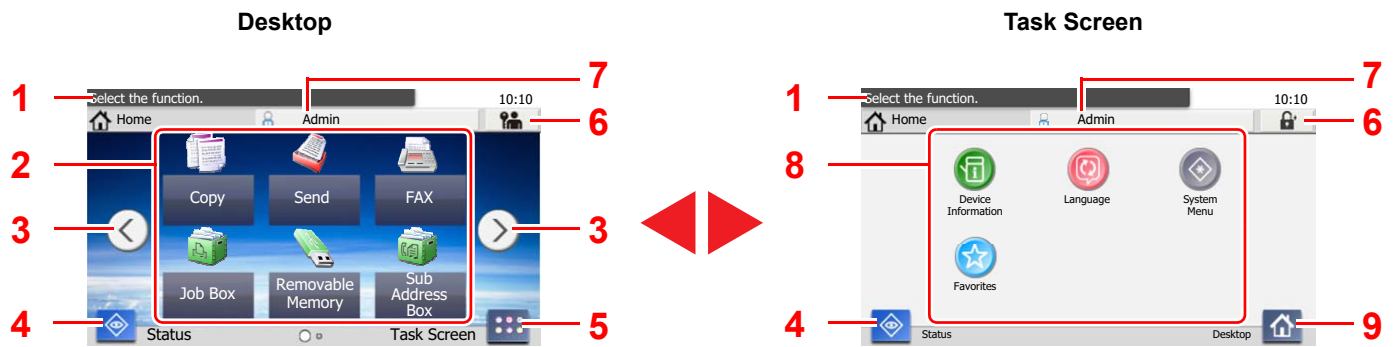 Desktop
Task Screen
7
7
1
Select the function.
10:10
1
Select the function.
10:10
Home
Admin
6
Home
Admin
6
2
8
Copy
Send
FAX
Device
Information
Language
System
Menu
3
3
Job Box
Removable
Memory
Sub
Address
Box
Favorites
4
Status
Task Screen
5
4
Status
Desktop
9